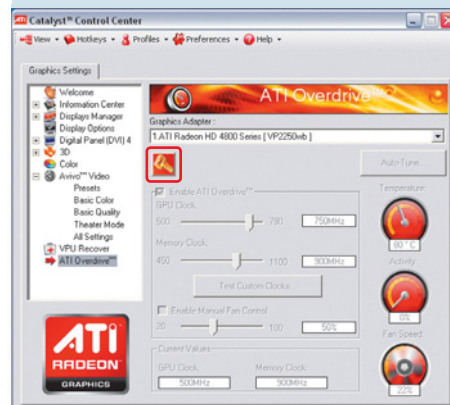 Catalyst™ Control Center
View Hotkeys Profiles Preferences Help
Graphics Settings
Welcome
Information Center
Displays Manager
Display Options
Digital Panel (DVI) 4
3D
Color
Avivo™ Video
Presets
Basic Color
Basic Quality
Theater Mode
All Settings
VPU Recover
ATI Overdrive™
ATI
RADEON
GRAPHICS
ATI Overdrive™
Graphics Adapter :
1.ATI Radeon HD 4800 Series [ VP2250wb ]
Auto-Tune...
Enable ATI Overdrive™
GPU Clock:
500 790 750MHz
Memory Clock:
450 1100 900MHz
Test Custom Clocks
Enable Manual Fan Control
20 100 50%
Current Values
GPU Clock: Memory Clock:
500MHz 900MHz
Temperature:
80 °C
Activity
0%
Fan Speed
22%